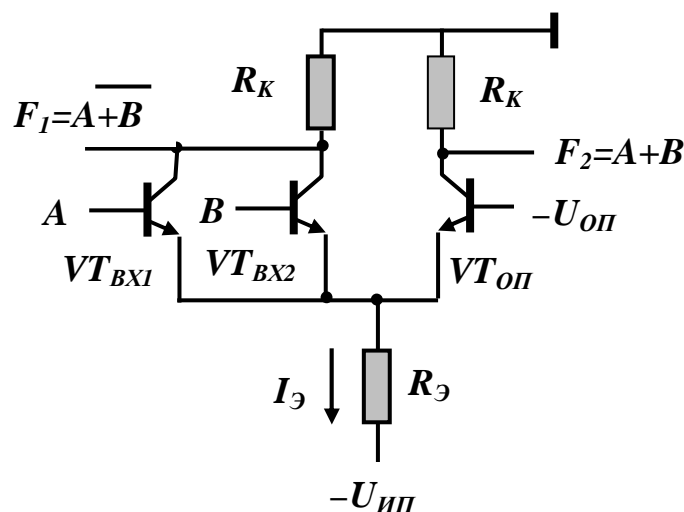 R_K
R_K
F_1=A+B
F_2=A+B
A
B
–U_ОП
VT_ВХ1
VT_ВХ2
VT_ОП
I_Э
R_Э
–U_ИП